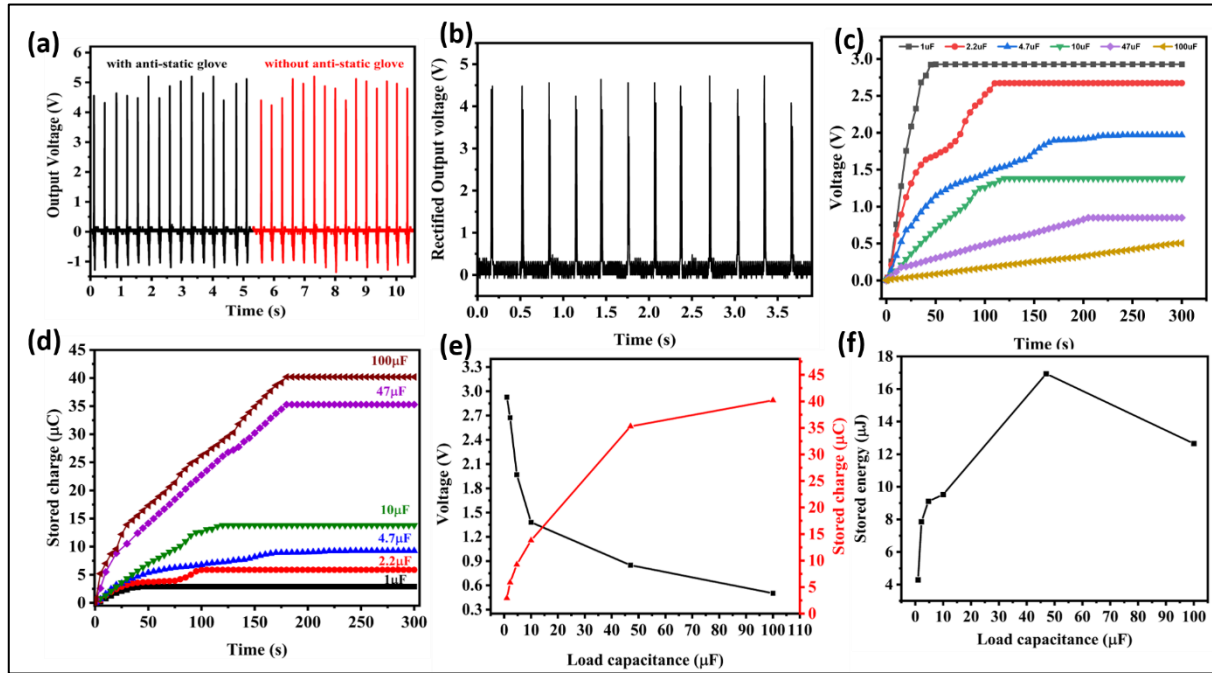 (a)
with anti-static glove
without anti-static glove
Output Voltage (V)
6
5
4
3
2
1
0
-1
0 1 2 3 4 5 6 7 8 9 10
Time (s)
(b)
Rectified Output voltage (V)
5
4
3
2
1
0
0.0 0.5 1.0 1.5 2.0 2.5 3.0 3.5
Time (s)
(c)
1uF 2.2uF 4.7uF 10uF 47uF 100uF
Voltage (V)
3.0
2.5
2.0
1.5
1.0
0.5
0.0
0 50 100 150 200 250 300
Time (s)
(d)
Stored charge (μC)
45
40
35
30
25
20
15
10
5
0
100μF
47μF
10μF
4.7μF
2.2μF
1μF
0 50 100 150 200 250 300
Time (s)
(e)
Voltage (V)
3.3
3.0
2.7
2.4
2.1
1.8
1.5
1.2
0.9
0.6
0.3
Stored charge (μC)
45
40
35
30
25
20
15
10
5
0
0 10 20 30 40 50 60 70 80 90 100 110
Load capacitance (μF)
(f)
Stored energy (μJ)
18
16
14
12
10
8
6
4
2
0
0 20 40 60 80 100
Load capacitance (μF)